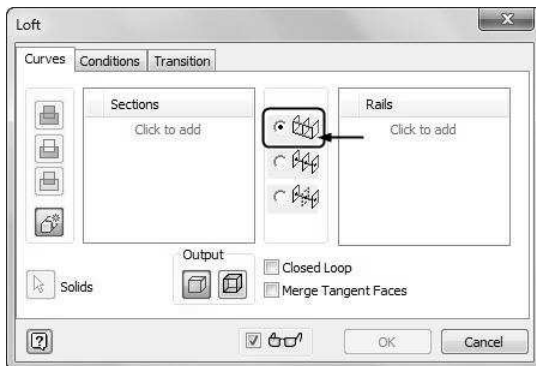 Loft
Curves Conditions Transition
Sections
Click to add
Rails
Click to add
Output
Solids
Closed Loop
Merge Tangent Faces
OK
Cancel